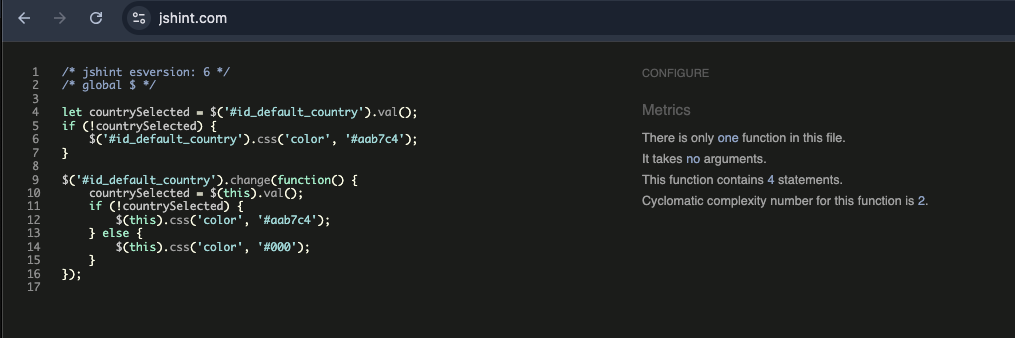 jshint.com
1 /* jshint esversion: 6 */
2 /* global $ */
3
4 let countrySelected = $('#id_default_country').val();
5 if (!countrySelected) {
6     $('#id_default_country').css('color', '#aab7c4');
7 }
8
9 $('#id_default_country').change(function() {
10     countrySelected = $(this).val();
11     if (!countrySelected) {
12         $(this).css('color', '#aab7c4');
13     } else {
14         $(this).css('color', '#000');
15     }
16 });
17
CONFIGURE
Metrics
There is only one function in this file.
It takes no arguments.
This function contains 4 statements.
Cyclomatic complexity number for this function is 2.